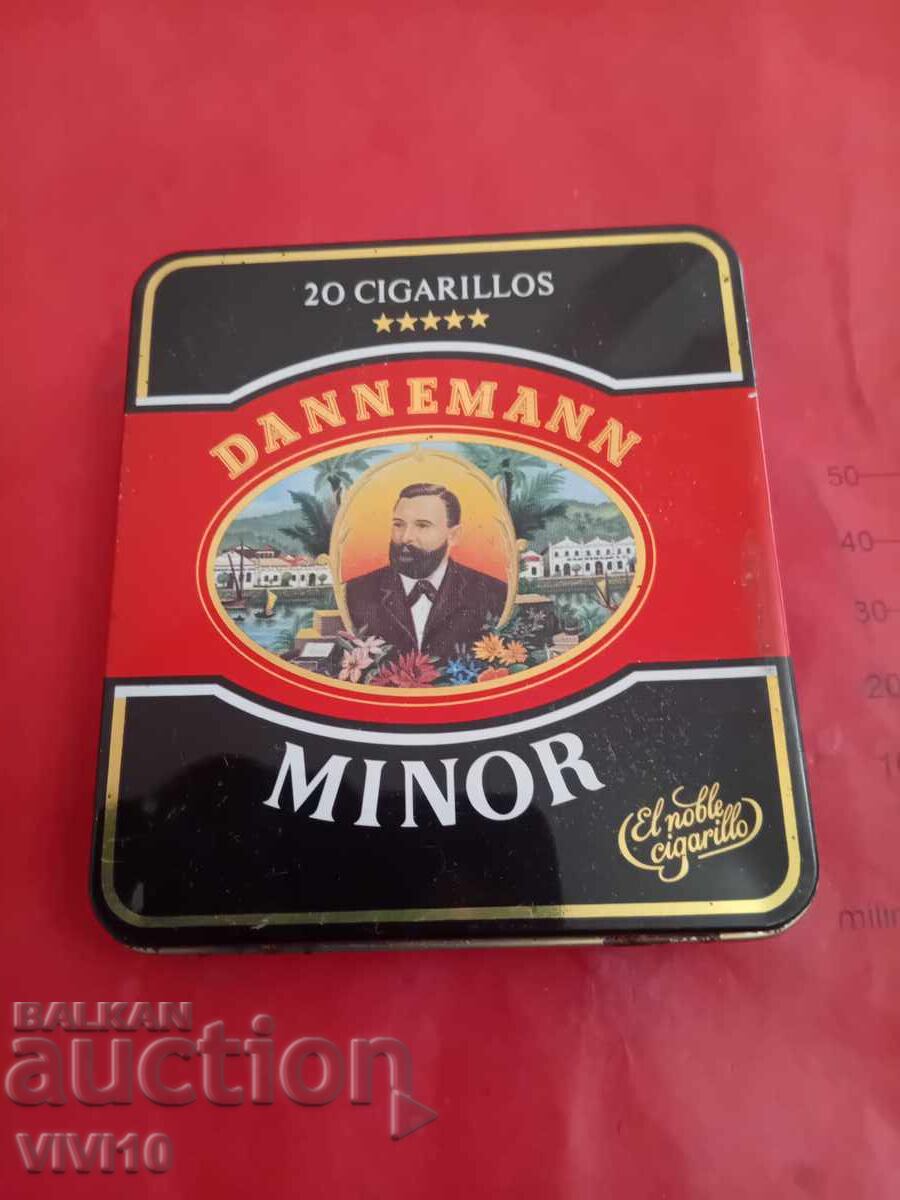 20 CIGARILLOS
DANNEMANN
50
40
30
20
MINOR
El noble
cigarillo
BALKAN
auction
VIVI10